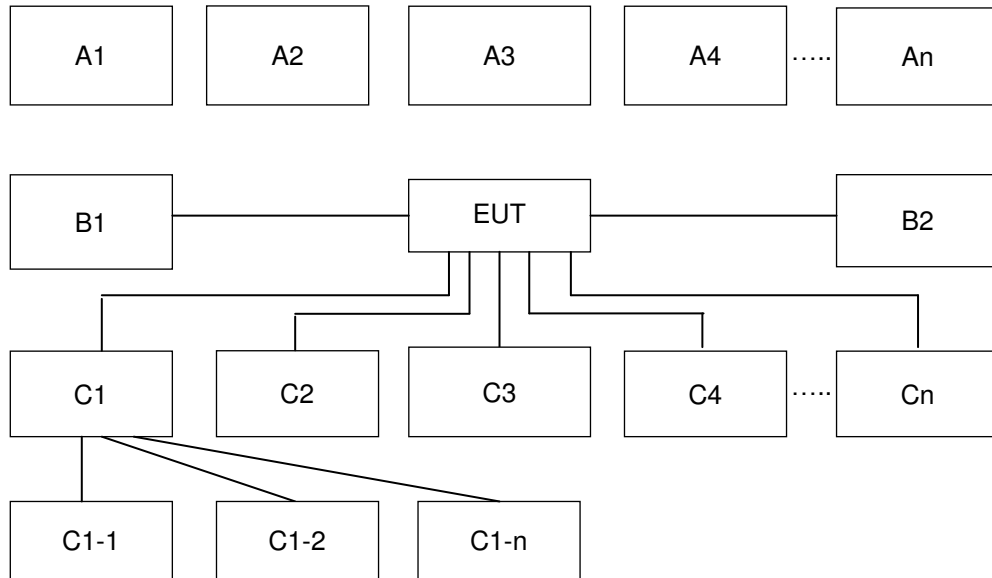 A1 A2 A3 A4 ..... An
B1 EUT B2
C1 C2 C3 C4 ..... Cn
C1-1 C1-2 C1-n